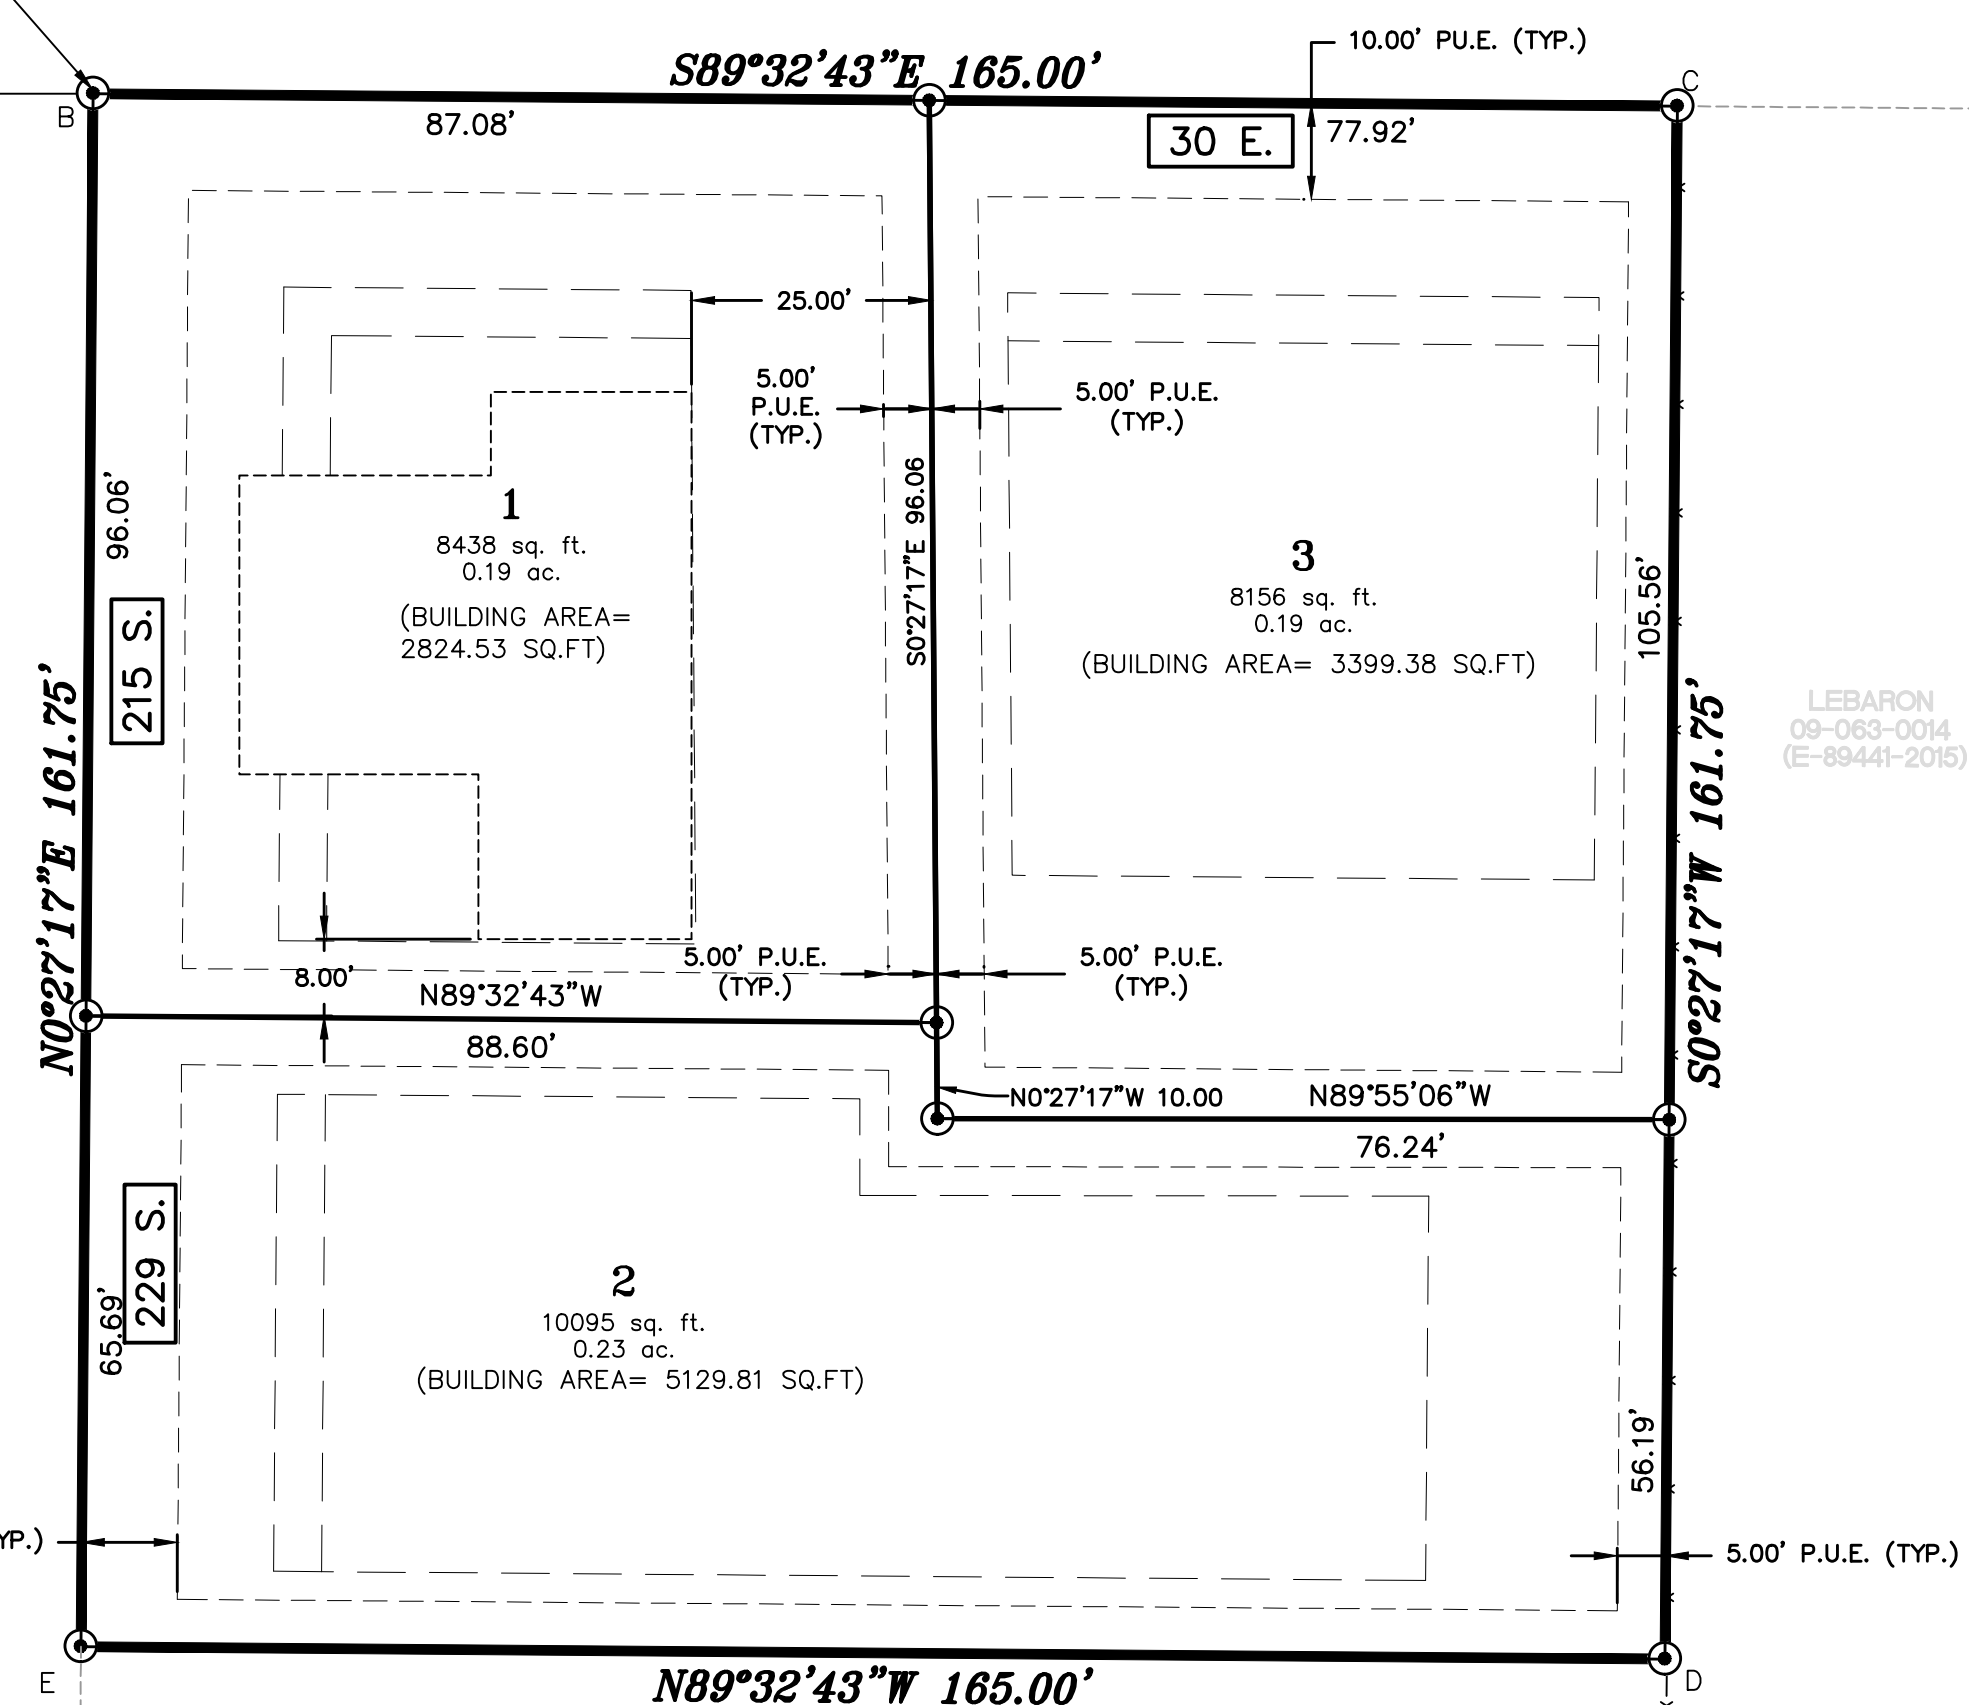 10.00' PU.E. (TYP.)
S89°32'43"E 165.00'
B
C
87.08'
77.92'
30 E.
25.00'
5.00'
P.U.E.
(TYP.)
5.00' P.U.E.
(TYP.)
96.06'
S0°27'17"E 96.06
1
8438 sq. ft.
0.19 ac.
(BUILDING AREA=
2824.53 SQ.FT)
3
8156 sq. ft.
0.19 ac.
(BUILDING AREA= 3399.38 SQ.FT)
105.56'
215 S.
N0°27'17"E 161.75'
S0°27'17"W 161.75'
LEBARON
09-063-0014
(E-89441-2015)
5.00' P.U.E.
(TYP.)
5.00' P.U.E.
(TYP.)
8.00'
N89°32'43"W
88.60'
N0°27'17"W 10.00
N89°55'06"W
76.24'
229 S.
65.69'
2
10095 sq. ft.
0.23 ac.
(BUILDING AREA= 5129.81 SQ.FT)
56.19'
YP.)
5.00' P.U.E. (TYP.)
E
N89°32'43"W 165.00'
D